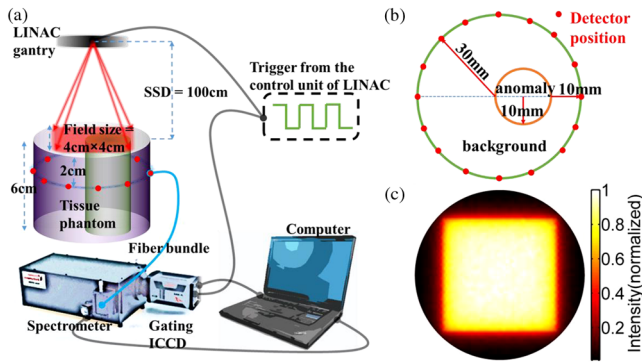 (a)
LINAC
gantry
SSD = 100cm
Trigger from the
control unit of LINAC
Field size =
4cm×4cm
2cm
6cm
Tissue
phantom
Fiber bundle
Computer
Spectrometer
Gating
ICCD
(b)
Detector
position
30mm
anomaly
10mm
10mm
background
(c)
1
0.8
0.6
0.4
0.2
Intensity(normalized)